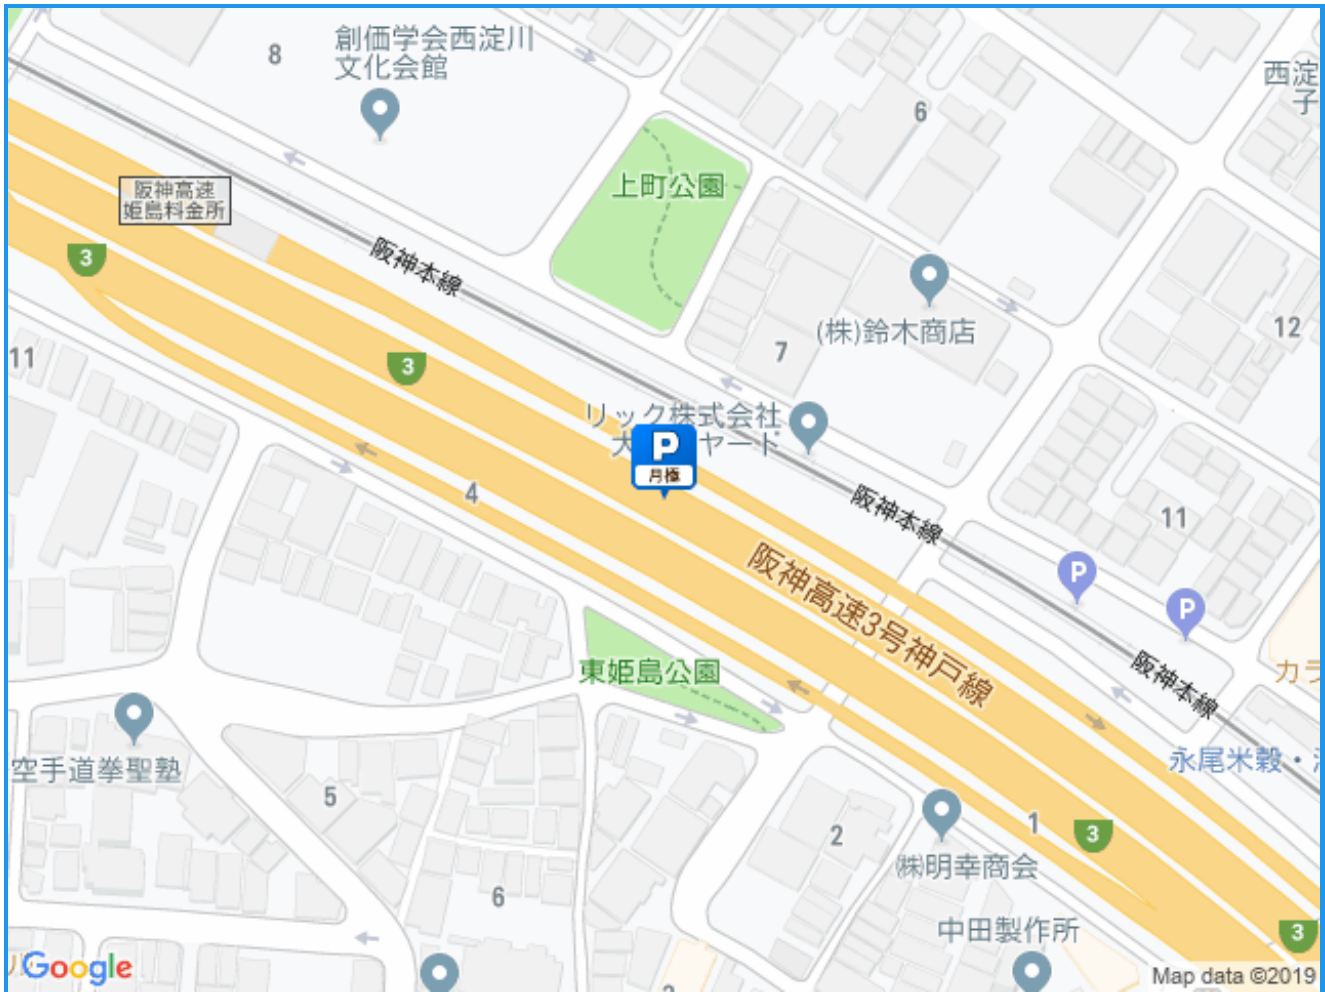 創価学会西淀川
文化会館
8
6
西淀
子
上町公園
阪神高速
姫島料金所
3
阪神本線
(株)鈴木商店
12
7
11
3
リック株式会社
大
ヤード
P
月極
4
阪神本線
11
P
P
阪神高速3号神戸線
東姫島公園
阪神本線
カラ
永尾米穀・
空手道拳聖塾
5
2
1
3
㈱明幸商会
6
中田製作所
3
Google
Map data ©2019